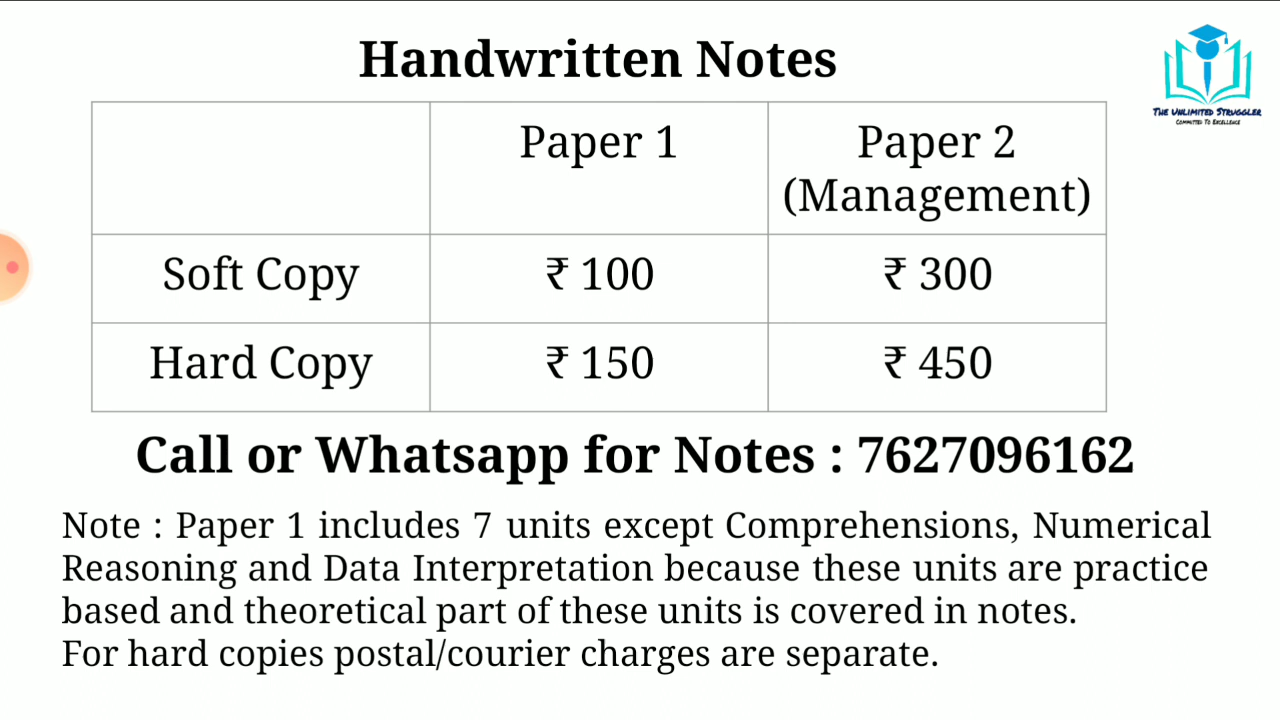 Handwritten Notes
THE UNLIMITED STRUGGLER
COMMITTED TO EXCELLENCE
Paper 1 Paper 2
(Management)
Soft Copy ₹ 100 ₹ 300
Hard Copy ₹ 150 ₹ 450
Call or Whatsapp for Notes : 7627096162
Note : Paper 1 includes 7 units except Comprehensions, Numerical
Reasoning and Data Interpretation because these units are practice
based and theoretical part of these units is covered in notes.
For hard copies postal/courier charges are separate.